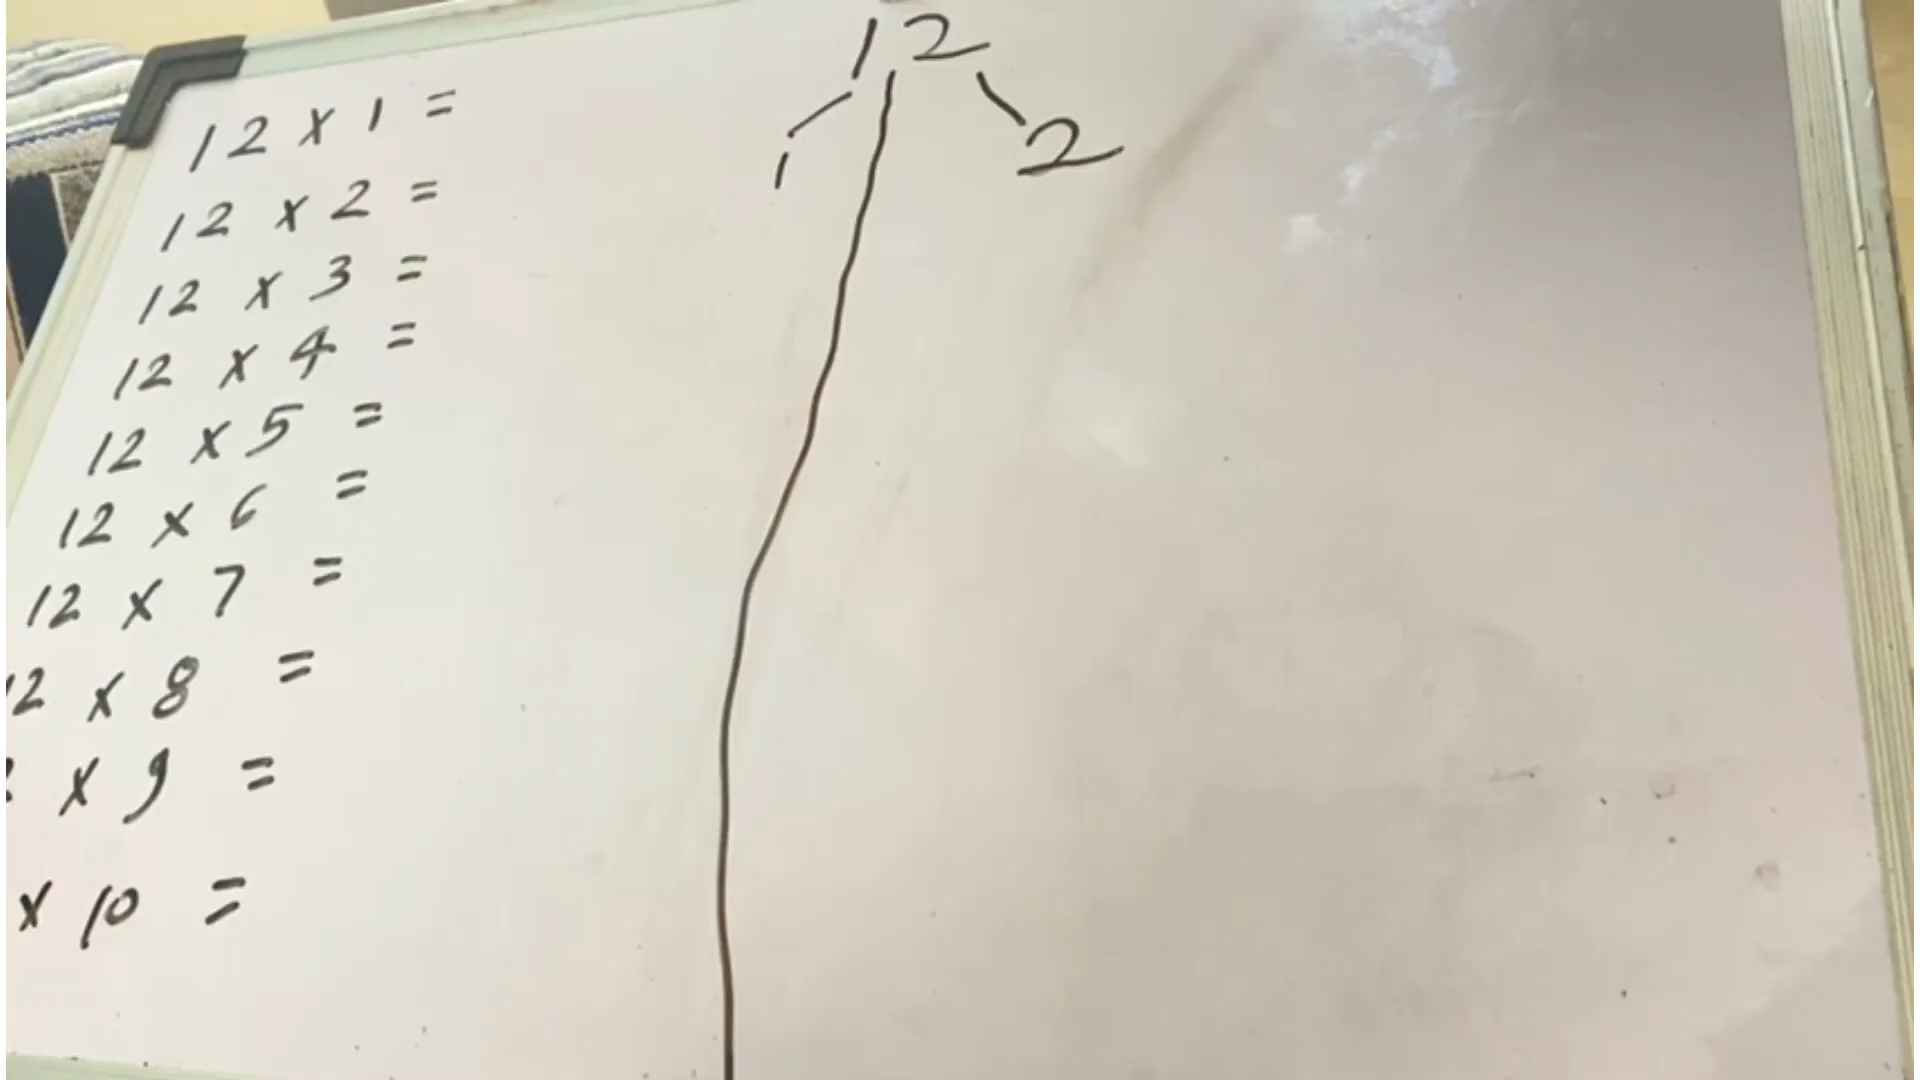 12 x 1 =
12 x 2 =
12 x 3 =
12 x 4 =
12 x 5 =
12 x 6 =
12 x 7 =
12 x 8 =
2 x 9 =
x 10 =
12
1 2